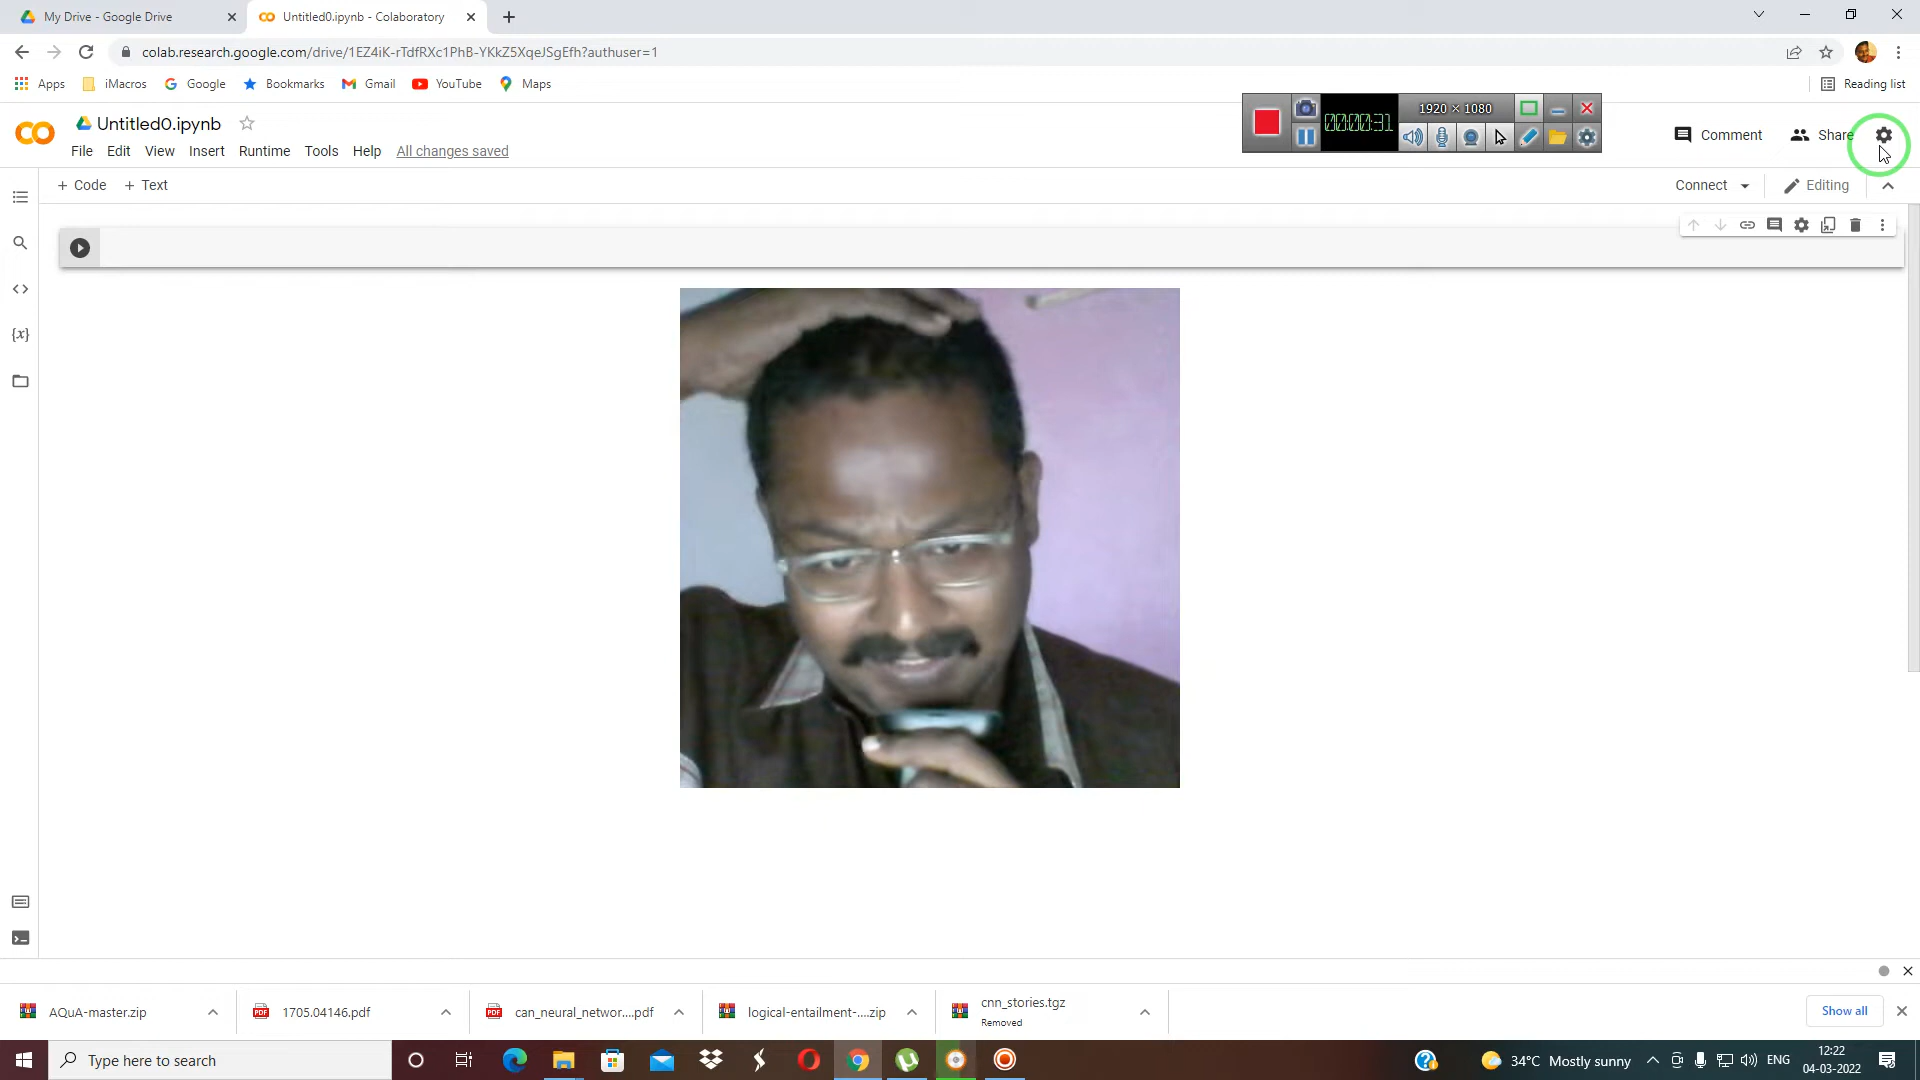 My Drive - Google Drive
Untitled0.ipynb - Colaboratory
colab.research.google.com/drive/1EZ4iK-rTdfRXc1PhB-YKkZ5XqeJSgEfh?authuser=1
Apps iMacros Google Bookmarks Gmail YouTube Maps Reading list
1920 × 1080
00:00:31
Untitled0.ipynb
Comment Share
File Edit View Insert Runtime Tools Help All changes saved
+ Code + Text
Connect Editing
{x}
AQuA-master.zip
1705.04146.pdf
can_neural_networ....pdf
logical-entailment-....zip
cnn_stories.tgz
Removed
Show all
Type here to search
34°C Mostly sunny
ENG
12:22
04-03-2022